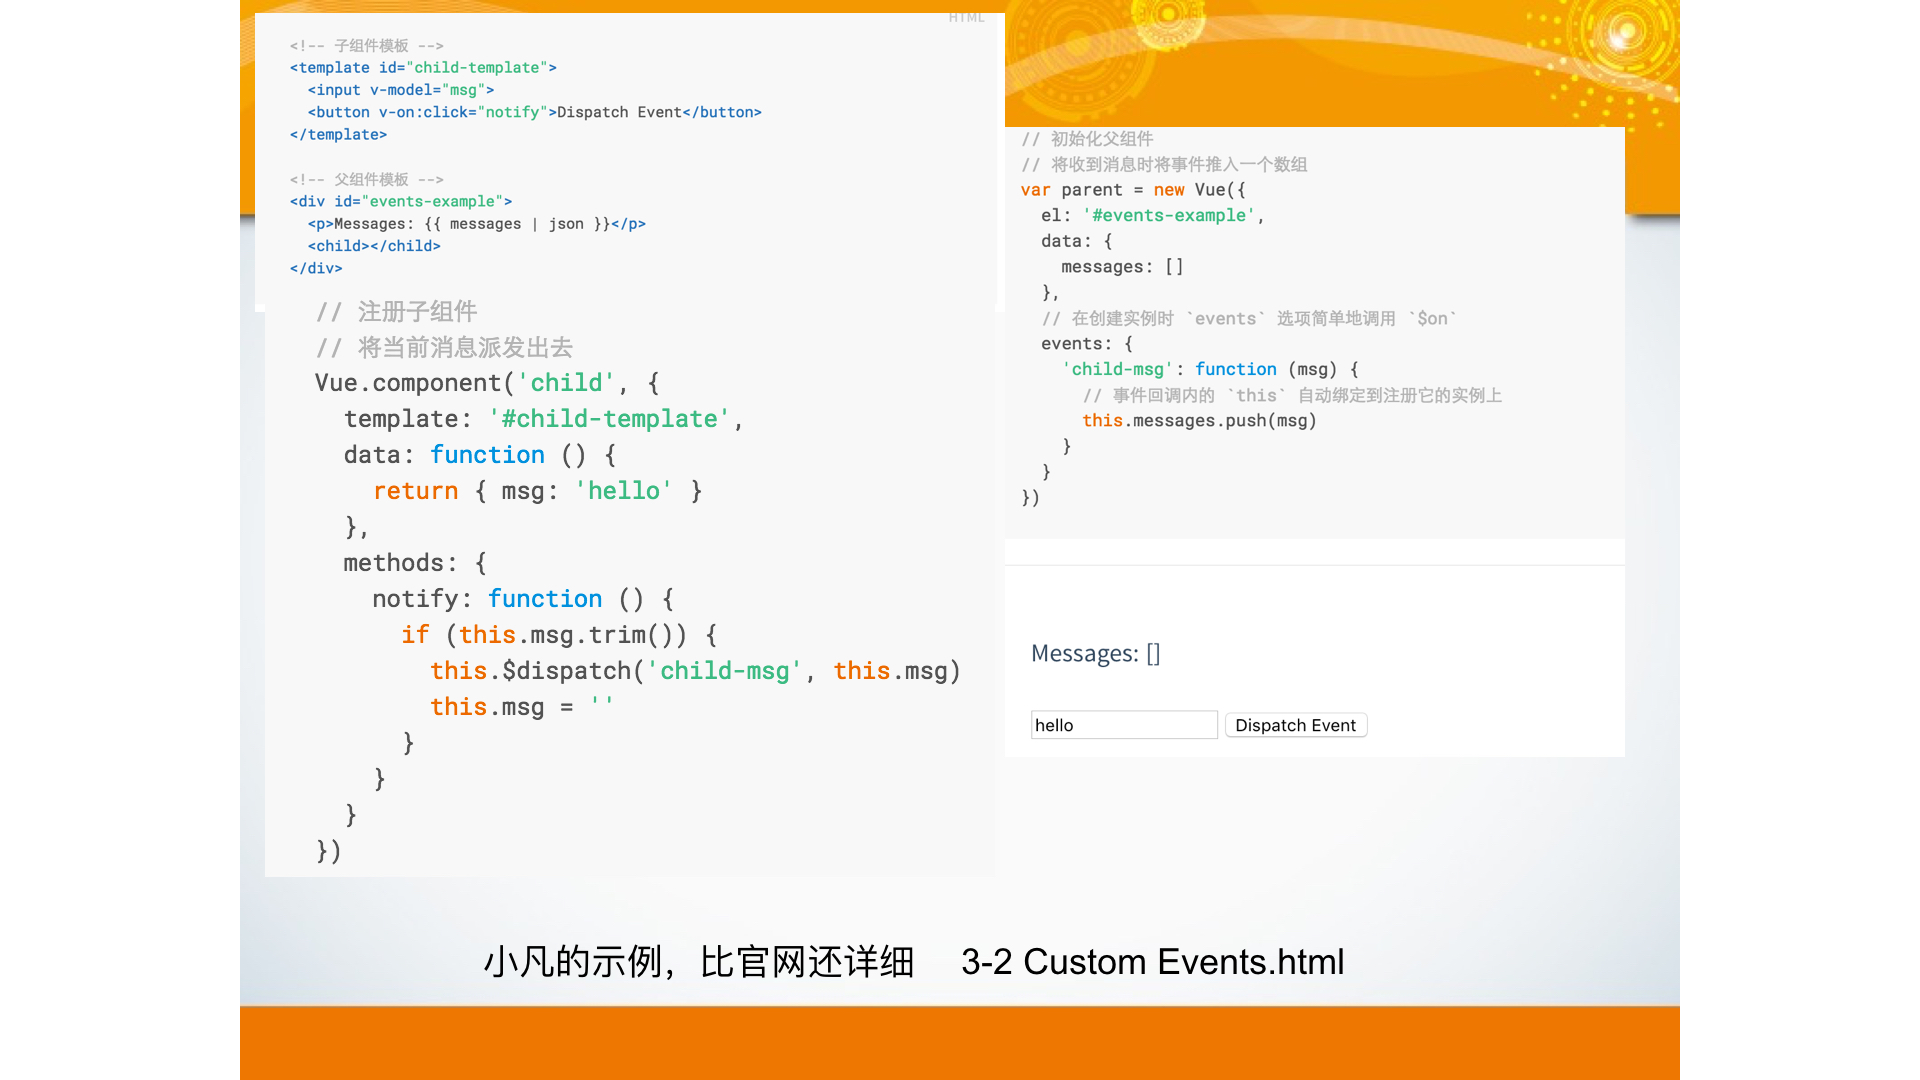 HTML
<!-- 子组件模板 -->
<template id="child-template">
  <input v-model="msg">
  <button v-on:click="notify">Dispatch Event</button>
</template>

<!-- 父组件模板 -->
<div id="events-example">
  <p>Messages: {{ messages | json }}</p>
  <child></child>
</div>
// 注册子组件
// 将当前消息派发出去
Vue.component('child', {
  template: '#child-template',
  data: function () {
    return { msg: 'hello' }
  },
  methods: {
    notify: function () {
      if (this.msg.trim()) {
        this.$dispatch('child-msg', this.msg)
        this.msg = ''
      }
    }
  }
})
// 初始化父组件
// 将收到消息时将事件推入一个数组
var parent = new Vue({
  el: '#events-example',
  data: {
    messages: []
  },
  // 在创建实例时 `events` 选项简单地调用 `$on`
  events: {
    'child-msg': function (msg) {
      // 事件回调内的 `this` 自动绑定到注册它的实例上
      this.messages.push(msg)
    }
  }
})
Messages: []
hello Dispatch Event
小凡的示例，比官网还详细 3-2 Custom Events.html